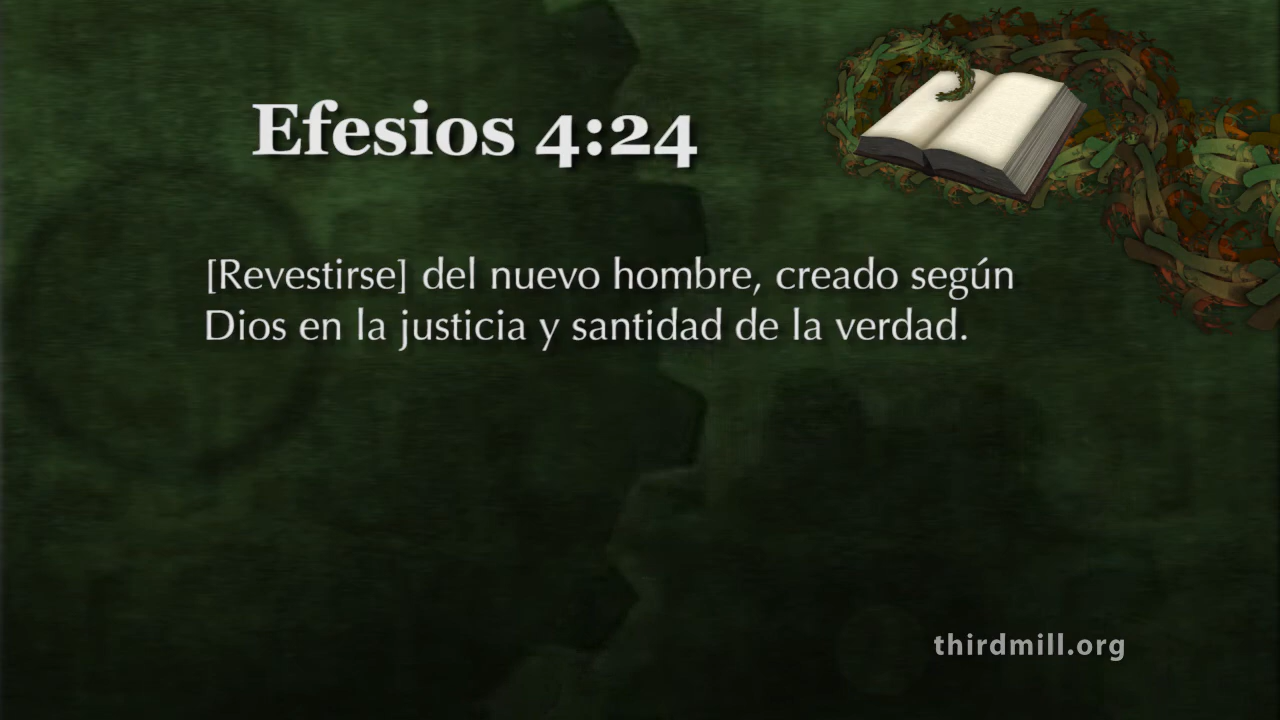 Efesios 4:24
[Revestirse] del nuevo hombre, creado según
Dios en la justicia y santidad de la verdad.
thirdmill.org